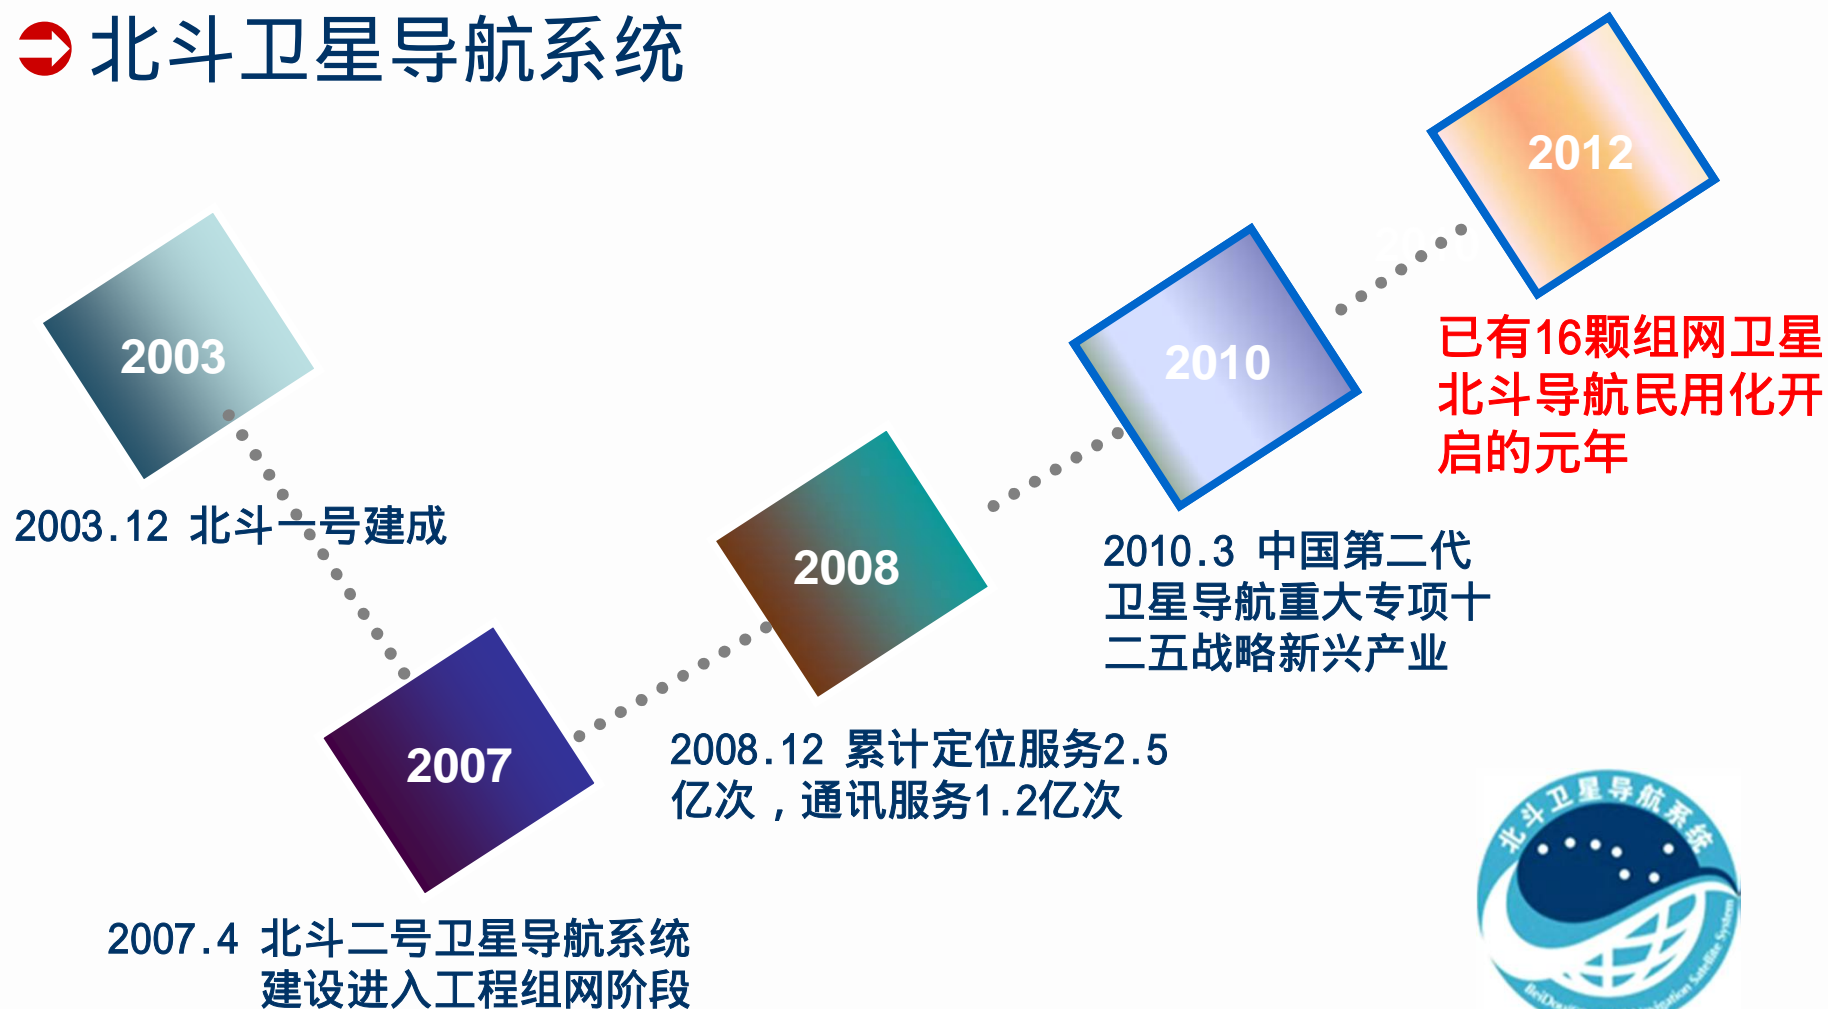 北斗卫星导航系统
2012
2003
2010
已有16颗组网卫星
北斗导航民用化开
启的元年
2003.12 北斗一号建成
2008
2010.3 中国第二代
卫星导航重大专项十
二五战略新兴产业
2007
2008.12 累计定位服务2.5
亿次，通讯服务1.2亿次
2007.4 北斗二号卫星导航系统
建设进入工程组网阶段
北斗卫星导航系统
Satellite System